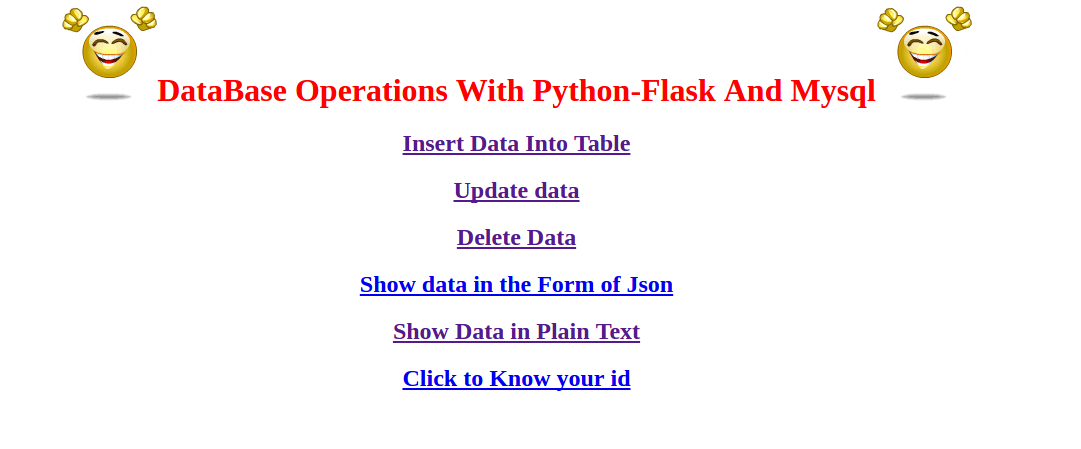 DataBase Operations With Python-Flask And Mysql
Insert Data Into Table
Update data
Delete Data
Show data in the Form of Json
Show Data in Plain Text
Click to Know your id